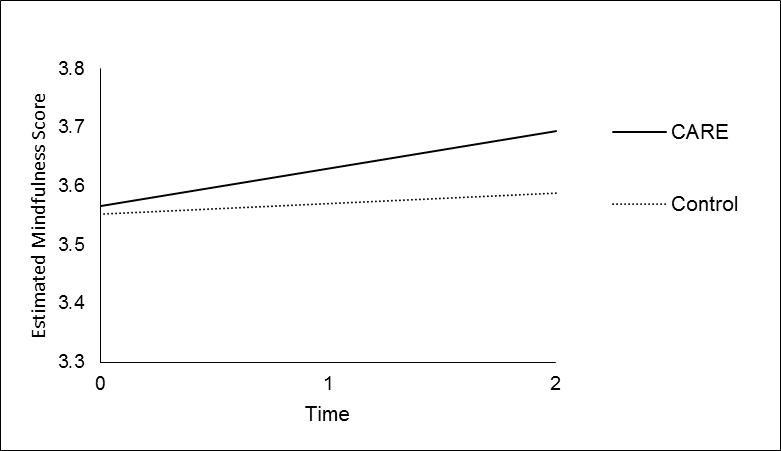 Estimated Mindfulness Score
3.8
3.7
3.6
3.5
3.4
3.3
0 1 2
Time
CARE
Control